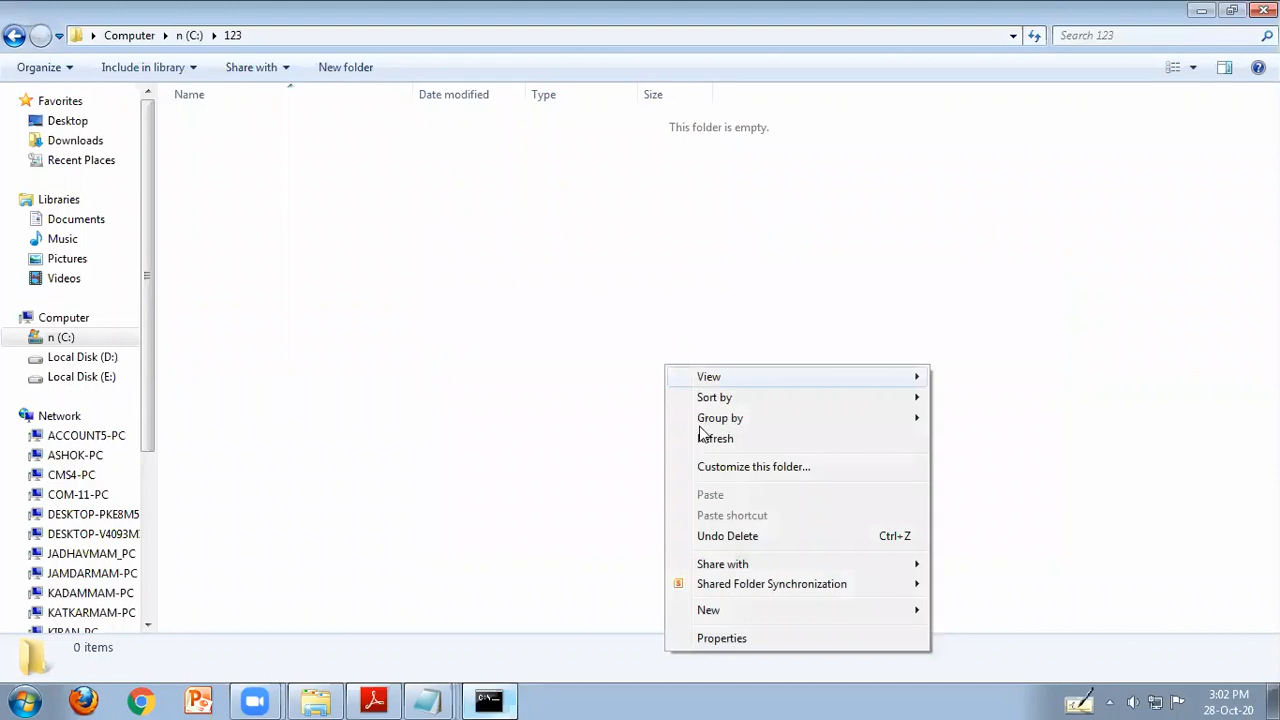 Computer n (C:) 123
Search 123
Organize Include in library Share with New folder
Favorites
Desktop
Downloads
Recent Places
Libraries
Documents
Music
Pictures
Videos
Computer
n (C:)
Local Disk (D:)
Local Disk (E:)
Network
ACCOUNT5-PC
ASHOK-PC
CMS4-PC
COM-11-PC
DESKTOP-PKE8M5
DESKTOP-V4093M
JADHAVMAM_PC
JAMDARMAM-PC
KADAMMAM-PC
KATKARMAM-PC
KIRAN-PC
Name Date modified Type Size
This folder is empty.
View
Sort by
Group by
Refresh
Customize this folder...
Paste
Paste shortcut
Undo Delete Ctrl+Z
Share with
Shared Folder Synchronization
New
Properties
0 items
3:02 PM
28-Oct-20